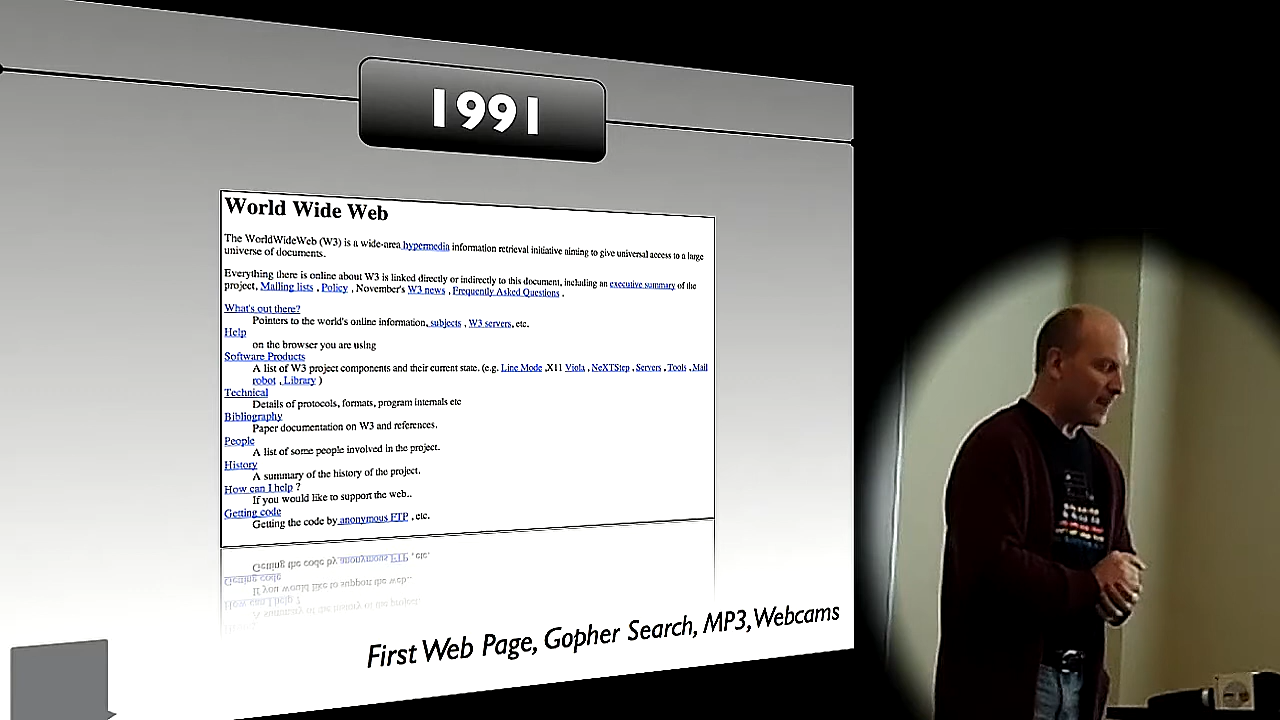 1991
World Wide Web
The WorldWideWeb (W3) is a wide-area hypermedia information retrieval initiative aiming to give universal access to a large
universe of documents.
Everything there is online about W3 is linked directly or indirectly to this document, including an executive summary of the
project, Mailing lists , Policy , November's W3 news , Frequently Asked Questions .
What's out there?
Pointers to the world's online information, subjects , W3 servers, etc.
Help
on the browser you are using
Software Products
A list of W3 project components and their current state. (e.g. Line Mode ,X11 Viola , NeXTStep , Servers , Tools , Mail
robot , Library )
Technical
Details of protocols, formats, program internals etc
Bibliography
Paper documentation on W3 and references.
People
A list of some people involved in the project.
History
A summary of the history of the project.
How can I help ?
If you would like to support the web..
Getting code
Getting the code by anonymous FTP , etc.
First Web Page, Gopher Search, MP3, Webcams